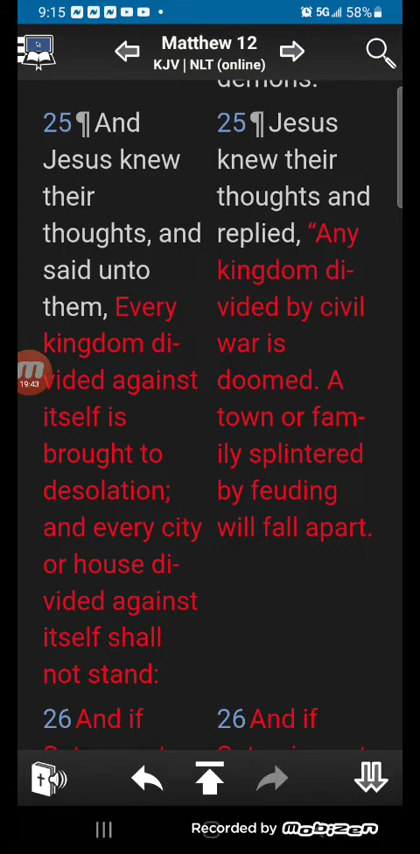 9:15 5G 58%
Matthew 12
KJV | NLT (online)
demons.
25 ¶ And
Jesus knew
their
thoughts, and
said unto
them, Every
kingdom di-
vided against
itself is
brought to
desolation;
and every city
or house di-
vided against
itself shall
not stand:
26 And if
25 ¶ Jesus
knew their
thoughts and
replied, “Any
kingdom di-
vided by civil
war is
doomed. A
town or fam-
ily splintered
by feuding
will fall apart.
26 And if
19:43
Recorded by mobizen